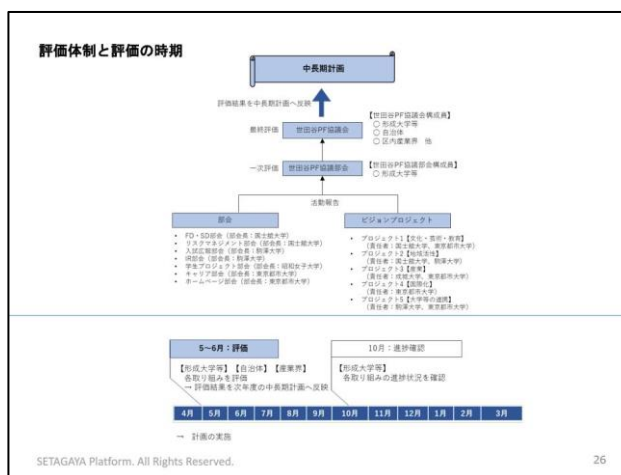 評価体制と評価の時期
中長期計画
評価結果を中長期計画へ反映
最終評価
世田谷PF協議会
【世田谷PF協議会構成員】
○ 形成大学等
○ 自治体
○ 区内産業界 他
一次評価
世田谷PF協議部会
【世田谷PF協議部会構成員】
○ 形成大学等
活動報告
部会
• FD・SD部会（部会長：国士舘大学）
• リスクマネジメント部会（部会長：国士舘大学）
• 入試広報部会（部会長：駒澤大学）
• IR部会（部会長：駒澤大学）
• 学生プロジェクト部会（部会長：昭和女子大学）
• キャリア部会（部会長：東京都市大学）
• ホームページ部会（部会長：東京都市大学）
ビジョンプロジェクト
• プロジェクト1【文化・芸術・教育】
（責任者：国士舘大学、東京都市大学）
• プロジェクト2【地域活性】
（責任者：国士舘大学、駒澤大学）
• プロジェクト3【産業】
（責任者：成城大学、東京都市大学）
• プロジェクト4【国際化】
（責任者：東京都市大学）
• プロジェクト5【大学等の連携】
（責任者：駒澤大学、東京都市大学）
5～6月：評価
【形成大学等】【自治体】【産業界】
各取り組みを評価
→ 評価結果を次年度の中長期計画へ反映
10月：進捗確認
【形成大学等】
各取り組みの進捗状況を確認
4月 5月 6月 7月 8月 9月 10月 11月 12月 1月 2月 3月
→ 計画の実施
SETAGAYA Platform. All Rights Reserved.
26